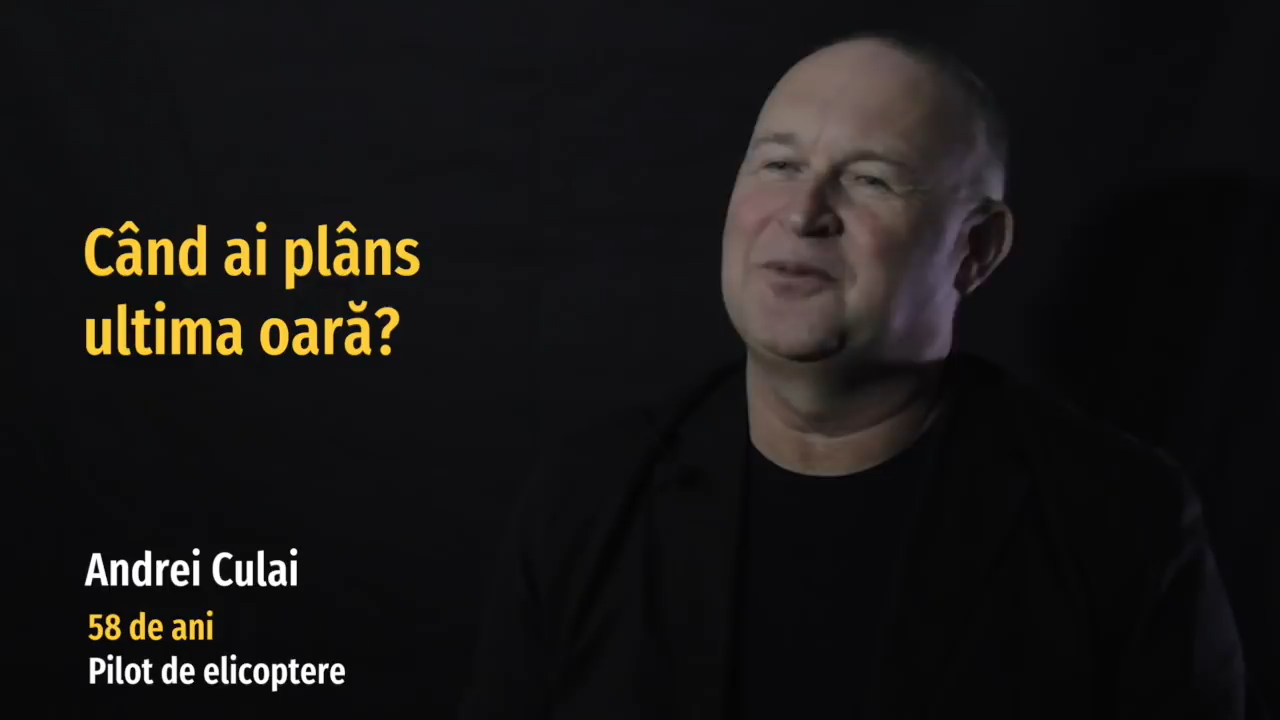 Când ai plâns
ultima oară?
Andrei Culai
58 de ani
Pilot de elicoptere